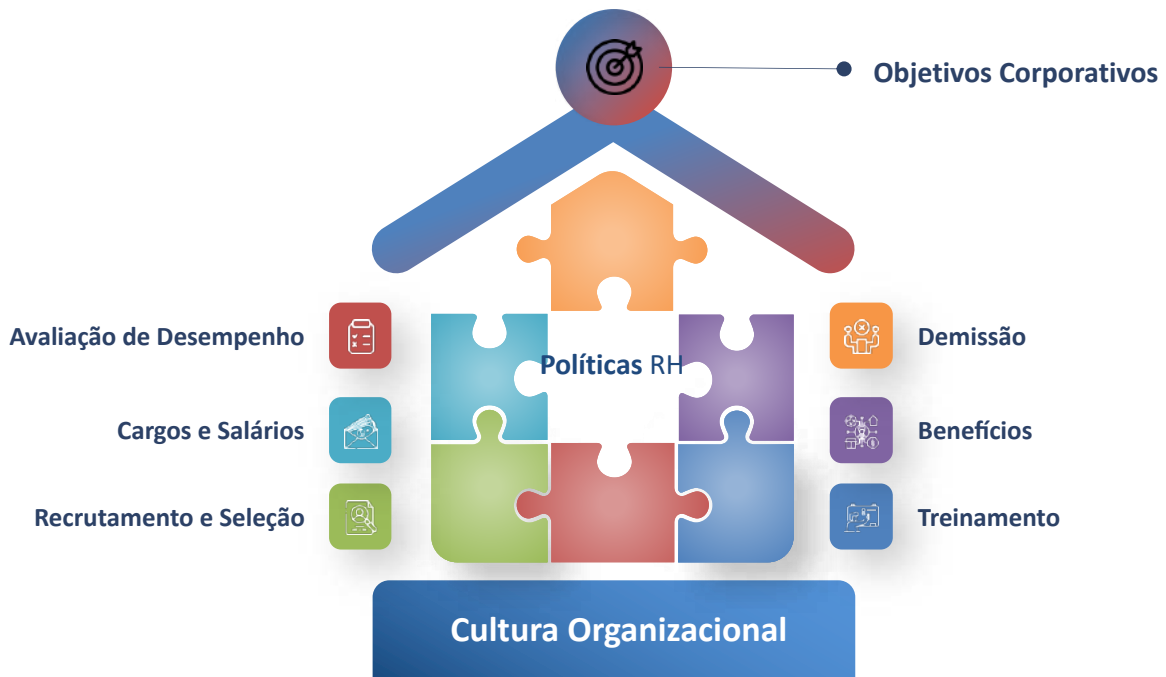 Objetivos Corporativos
Avaliação de Desempenho
Cargos e Salários
Recrutamento e Seleção
Políticas RH
Demissão
Benefícios
Treinamento
Cultura Organizacional